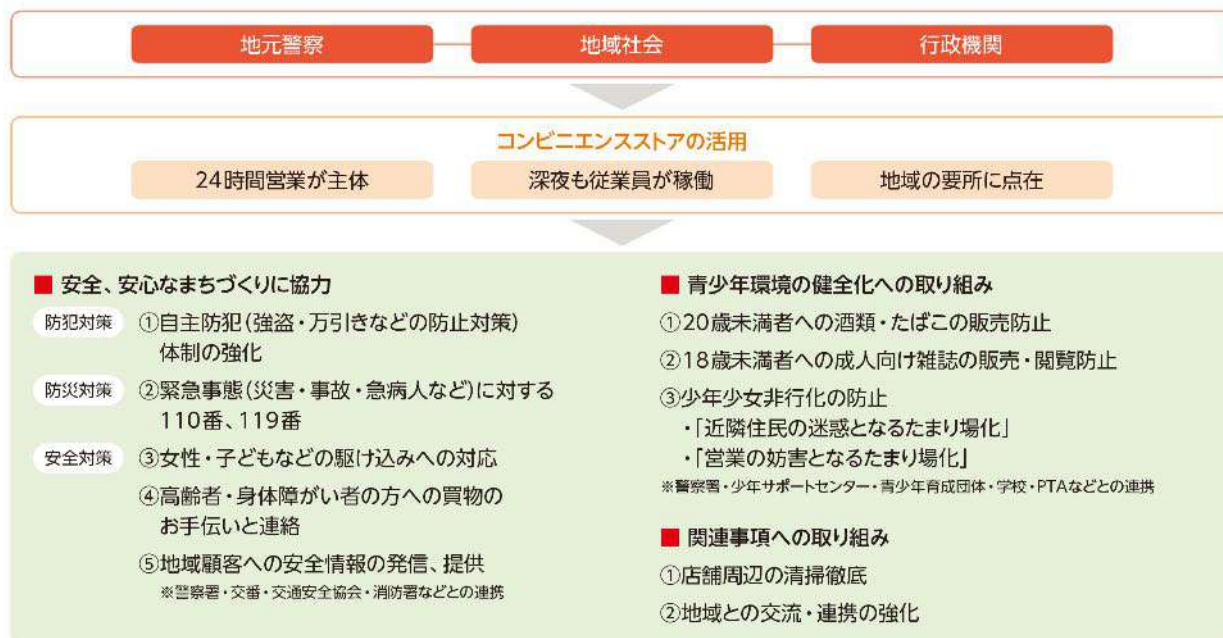 地元警察
地域社会
行政機関
コンビニエンスストアの活用
24時間営業が主体
深夜も従業員が稼働
地域の要所に点在
■ 安全、安心なまちづくりに協力
防犯対策 ①自主防犯(強盗・万引きなどの防止対策)
体制の強化
防災対策 ②緊急事態(災害・事故・急病人など)に対する
110番、119番
安全対策 ③女性・子どもなどの駆け込みへの対応
④高齢者・身体障がい者の方への買物の
お手伝いと連絡
⑤地域顧客への安全情報の発信、提供
※警察署・交番・交通安全協会・消防署などとの連携
■ 青少年環境の健全化への取り組み
①20歳未満者への酒類・たばこの販売防止
②18歳未満者への成人向け雑誌の販売・閲覧防止
③少年少女非行化の防止
・「近隣住民の迷惑となるたまり場化」
・「営業の妨害となるたまり場化」
※警察署・少年サポートセンター・青少年育成団体・学校・PTAなどとの連携
■ 関連事項への取り組み
①店舗周辺の清掃徹底
②地域との交流・連携の強化